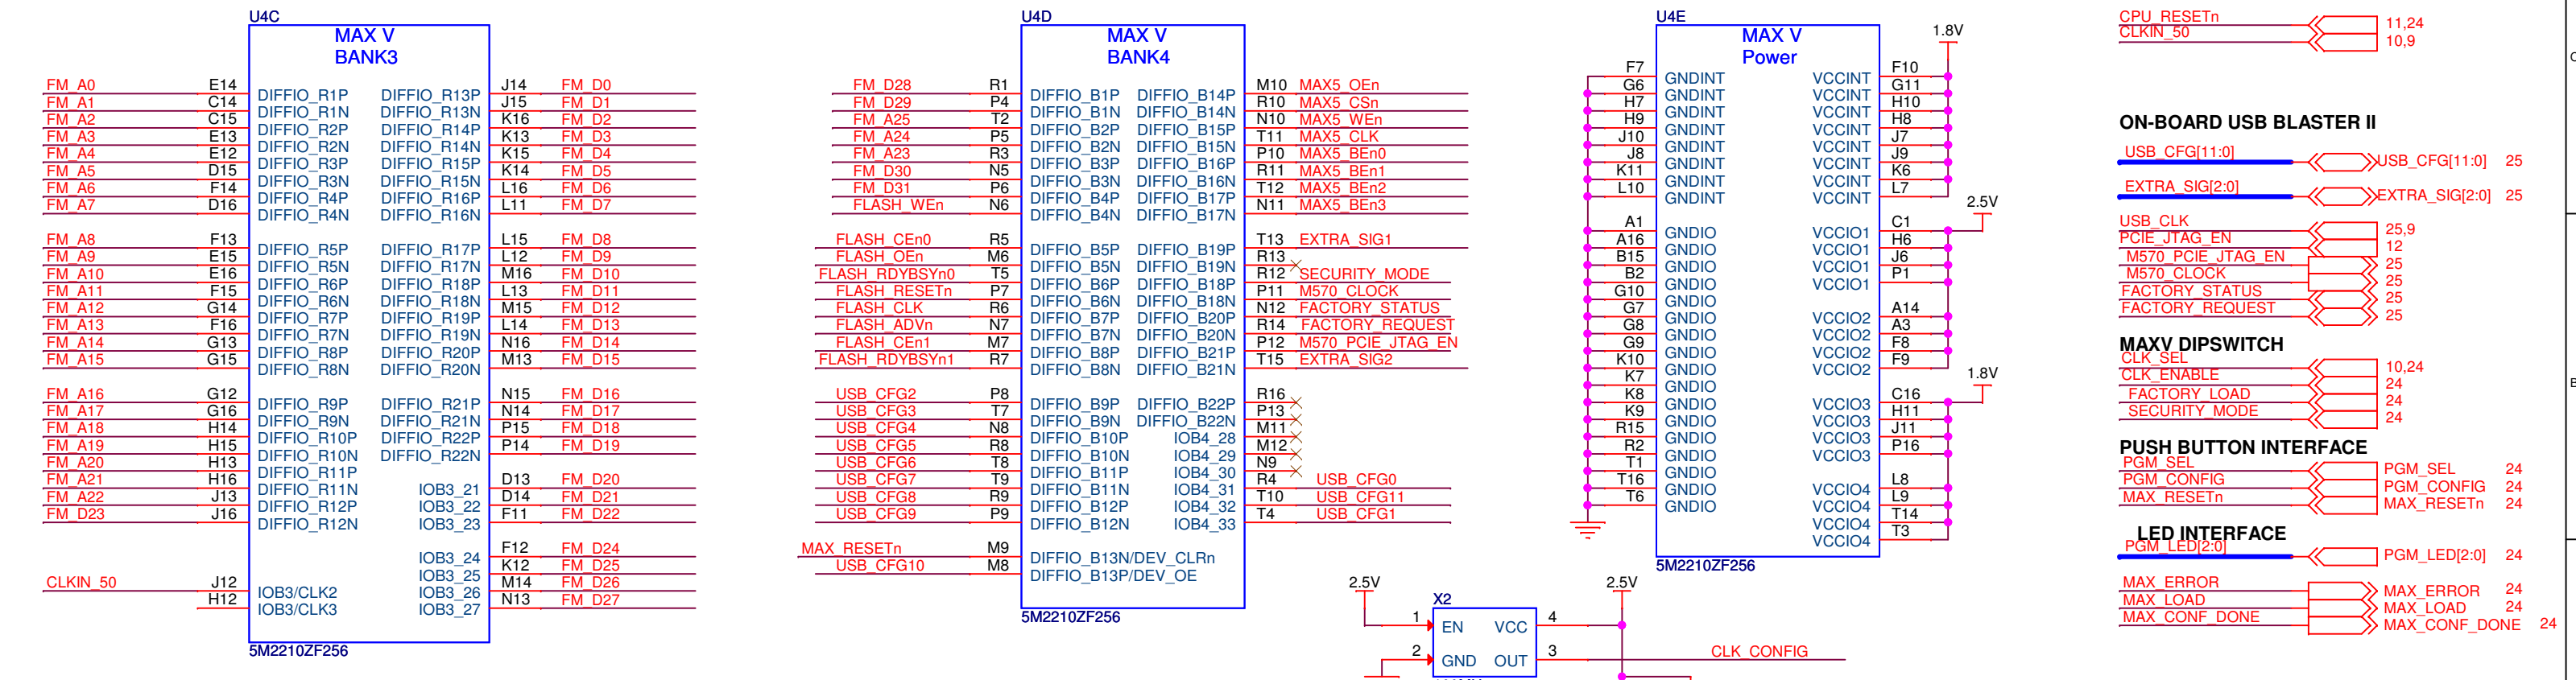 U4C
MAX V
BANK3
FM_A0 E14 DIFFIO_R1P DIFFIO_R13P J14 FM_D0
FM_A1 C14 DIFFIO_R1N DIFFIO_R13N J15 FM_D1
FM_A2 C15 DIFFIO_R2P DIFFIO_R14P K16 FM_D2
FM_A3 E13 DIFFIO_R2N DIFFIO_R14N K13 FM_D3
FM_A4 E12 DIFFIO_R3P DIFFIO_R15P K15 FM_D4
FM_A5 D15 DIFFIO_R3N DIFFIO_R15N K14 FM_D5
FM_A6 F14 DIFFIO_R4P DIFFIO_R16P L16 FM_D6
FM_A7 D16 DIFFIO_R4N DIFFIO_R16N L11 FM_D7
FM_A8 F13 DIFFIO_R5P DIFFIO_R17P L15 FM_D8
FM_A9 E15 DIFFIO_R5N DIFFIO_R17N L12 FM_D9
FM_A10 E16 DIFFIO_R6P DIFFIO_R18P M16 FM_D10
FM_A11 F15 DIFFIO_R6N DIFFIO_R18N L13 FM_D11
FM_A12 G14 DIFFIO_R7P DIFFIO_R19P M15 FM_D12
FM_A13 F16 DIFFIO_R7N DIFFIO_R19N L14 FM_D13
FM_A14 G13 DIFFIO_R8P DIFFIO_R20P N16 FM_D14
FM_A15 G15 DIFFIO_R8N DIFFIO_R20N M13 FM_D15
FM_A16 G12 DIFFIO_R9P DIFFIO_R21P N15 FM_D16
FM_A17 G16 DIFFIO_R9N DIFFIO_R21N N14 FM_D17
FM_A18 H14 DIFFIO_R10P DIFFIO_R22P P15 FM_D18
FM_A19 H15 DIFFIO_R10N DIFFIO_R22N P14 FM_D19
FM_A20 H13 DIFFIO_R11P
FM_A21 H16 DIFFIO_R11N IOB3_21 D13 FM_D20
FM_A22 J13 DIFFIO_R12P IOB3_22 D14 FM_D21
FM_D23 J16 DIFFIO_R12N IOB3_23 F11 FM_D22
IOB3_24 F12 FM_D24
IOB3_25 K12 FM_D25
CLKIN_50 J12 IOB3/CLK2 IOB3_26 M14 FM_D26
H12 IOB3/CLK3 IOB3_27 N13 FM_D27
5M2210ZF256
U4D
MAX V
BANK4
FM_D28 R1 DIFFIO_B1P DIFFIO_B14P M10 MAX5_OEn
FM_D29 P4 DIFFIO_B1N DIFFIO_B14N R10 MAX5_CSn
FM_A25 T2 DIFFIO_B2P DIFFIO_B15P N10 MAX5_WEn
FM_A24 P5 DIFFIO_B2N DIFFIO_B15N T11 MAX5_CLK
FM_A23 R3 DIFFIO_B3P DIFFIO_B16P P10 MAX5_BEn0
FM_D30 N5 DIFFIO_B3N DIFFIO_B16N R11 MAX5_BEn1
FM_D31 P6 DIFFIO_B4P DIFFIO_B17P T12 MAX5_BEn2
FLASH_WEn N6 DIFFIO_B4N DIFFIO_B17N N11 MAX5_BEn3
FLASH_CEn0 R5 DIFFIO_B5P DIFFIO_B19P T13 EXTRA_SIG1
FLASH_OEn M6 DIFFIO_B5N DIFFIO_B19N R13
FLASH_RDYBSYn0 T5 DIFFIO_B6P DIFFIO_B18P R12 SECURITY_MODE
FLASH_RESETn P7 DIFFIO_B6N DIFFIO_B18N P11 M570_CLOCK
FLASH_CLK R6 DIFFIO_B7P DIFFIO_B20P N12 FACTORY_STATUS
FLASH_ADVn N7 DIFFIO_B7N DIFFIO_B20N R14 FACTORY_REQUEST
FLASH_CEn1 M7 DIFFIO_B8P DIFFIO_B21P P12 M570_PCIE_JTAG_EN
FLASH_RDYBSYn1 R7 DIFFIO_B8N DIFFIO_B21N T15 EXTRA_SIG2
USB_CFG2 P8 DIFFIO_B9P DIFFIO_B22P R16
USB_CFG3 T7 DIFFIO_B9N DIFFIO_B22N P13
USB_CFG4 N8 DIFFIO_B10P IOB4_28 M11
USB_CFG5 R8 DIFFIO_B10N IOB4_29 M12
USB_CFG6 T8 DIFFIO_B11P IOB4_30 N9
USB_CFG7 T9 DIFFIO_B11N IOB4_31 R4 USB_CFG0
USB_CFG8 R9 DIFFIO_B12P IOB4_32 T10 USB_CFG11
USB_CFG9 P9 DIFFIO_B12N IOB4_33 T4 USB_CFG1
MAX_RESETn M9 DIFFIO_B13N/DEV_CLRn
USB_CFG10 M8 DIFFIO_B13P/DEV_OE
5M2210ZF256
U4E
MAX V
Power
1.8V
F7 GNDINT VCCINT F10
G6 GNDINT VCCINT G11
H7 GNDINT VCCINT H10
H9 GNDINT VCCINT H8
J10 GNDINT VCCINT J7
J8 GNDINT VCCINT J9
K11 GNDINT VCCINT K6
L10 GNDINT VCCINT L7
2.5V
A1 GNDIO VCCIO1 C1
A16 GNDIO VCCIO1 H6
B15 GNDIO VCCIO1 J6
B2 GNDIO VCCIO1 P1
G10 GNDIO
G7 GNDIO VCCIO2 A14
G8 GNDIO VCCIO2 A3
G9 GNDIO VCCIO2 F8
K10 GNDIO VCCIO2 F9
K7 GNDIO
1.8V
K8 GNDIO VCCIO3 C16
K9 GNDIO VCCIO3 H11
R15 GNDIO VCCIO3 J11
R2 GNDIO VCCIO3 P16
T1 GNDIO
T16 GNDIO VCCIO4 L8
T6 GNDIO VCCIO4 L9
VCCIO4 T14
VCCIO4 T3
5M2210ZF256
2.5V 2.5V
X2
1 EN VCC 4
2 GND OUT 3 CLK_CONFIG
CPU_RESETn 11,24
CLKIN_50 10,9
ON-BOARD USB BLASTER II
USB_CFG[11:0] USB_CFG[11:0] 25
EXTRA_SIG[2:0] EXTRA_SIG[2:0] 25
USB_CLK 25,9
PCIE_JTAG_EN 12
M570_PCIE_JTAG_EN 25
M570_CLOCK 25
FACTORY_STATUS 25
FACTORY_REQUEST 25
MAXV DIPSWITCH
CLK_SEL 10,24
CLK_ENABLE 24
FACTORY_LOAD 24
SECURITY_MODE 24
PUSH BUTTON INTERFACE
PGM_SEL PGM_SEL 24
PGM_CONFIG PGM_CONFIG 24
MAX_RESETn MAX_RESETn 24
LED INTERFACE
PGM_LED[2:0] PGM_LED[2:0] 24
MAX_ERROR MAX_ERROR 24
MAX_LOAD MAX_LOAD 24
MAX_CONF_DONE MAX_CONF_DONE 24